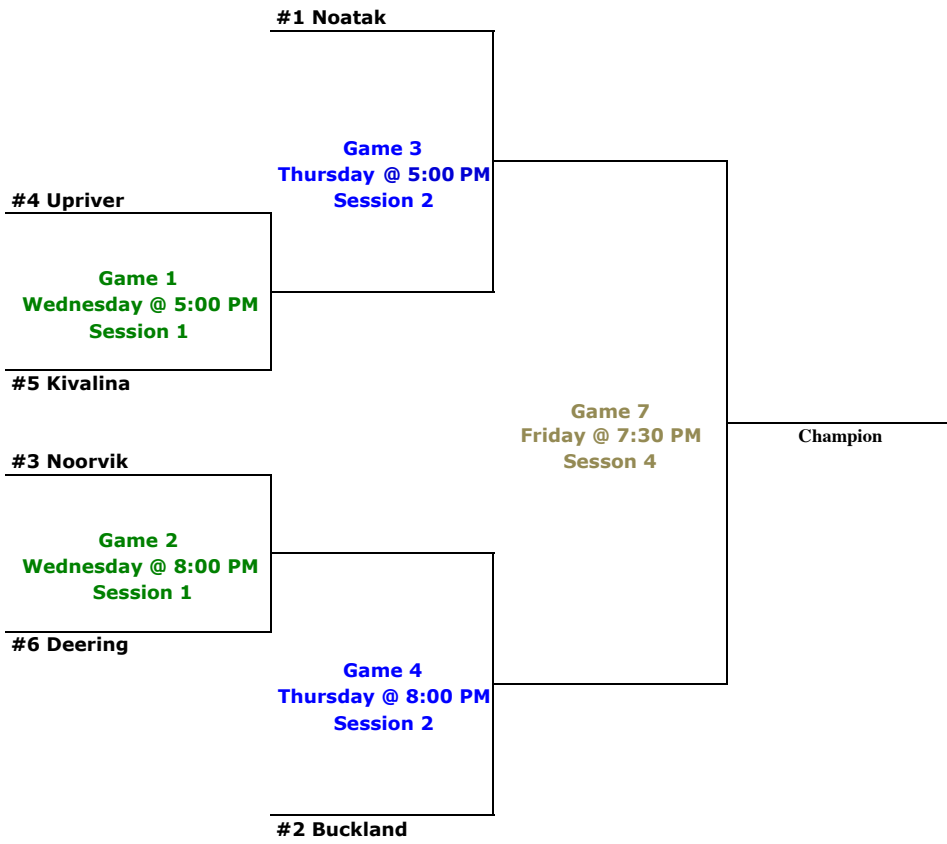 #1 Noatak
Game 3
Thursday @ 5:00 PM
Session 2
#4 Upriver
Game 1
Wednesday @ 5:00 PM
Session 1
#5 Kivalina
Game 7
Friday @ 7:30 PM
Sesson 4
Champion
#3 Noorvik
Game 2
Wednesday @ 8:00 PM
Session 1
#6 Deering
Game 4
Thursday @ 8:00 PM
Session 2
#2 Buckland